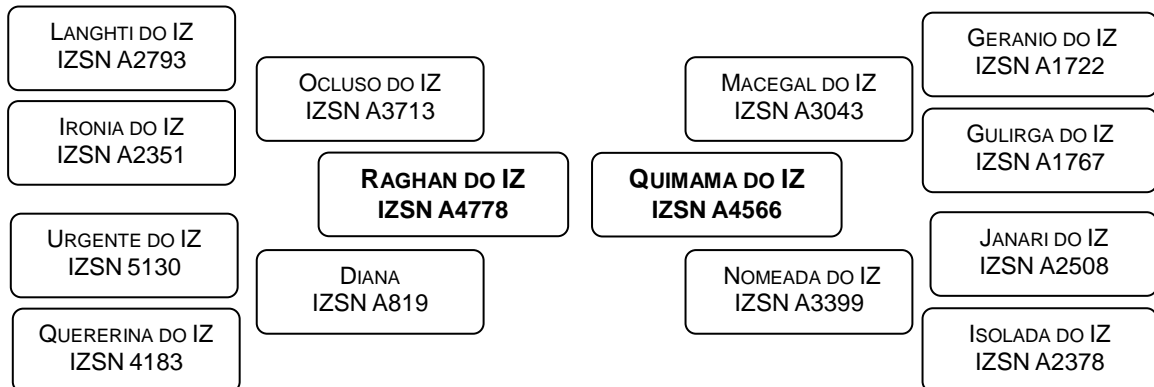 LANGHTI DO IZ
IZSN A2793
IRONIA DO IZ
IZSN A2351
URGENTE DO IZ
IZSN 5130
QUERERINA DO IZ
IZSN 4183
OCLUSO DO IZ
IZSN A3713
DIANA
IZSN A819
RAGHAN DO IZ
IZSN A4778
QUIMAMA DO IZ
IZSN A4566
MACEGAL DO IZ
IZSN A3043
NOMEADA DO IZ
IZSN A3399
GERANIO DO IZ
IZSN A1722
GULIRGA DO IZ
IZSN A1767
JANARI DO IZ
IZSN A2508
ISOLADA DO IZ
IZSN A2378